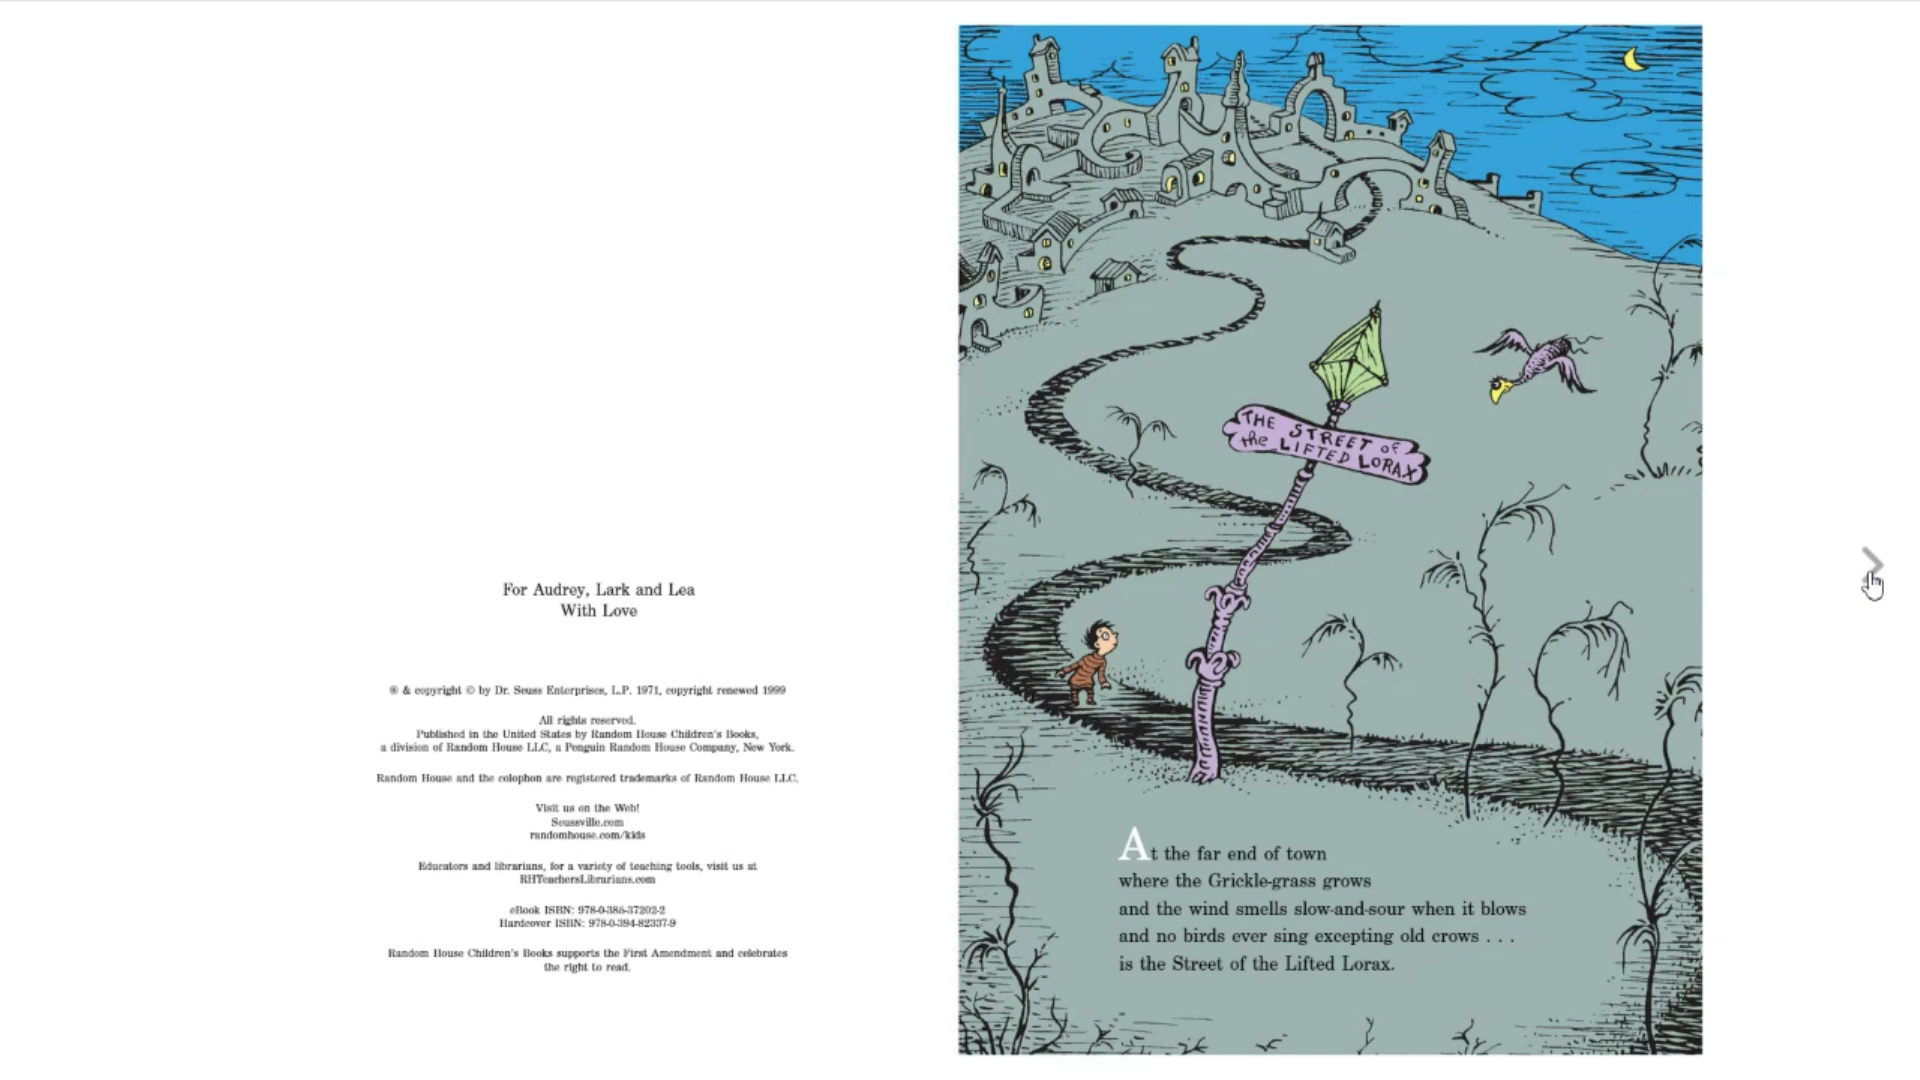 For Audrey, Lark and Lea
With Love
® & copyright © by Dr. Seuss Enterprises, L.P. 1971, copyright renewed 1999
All rights reserved.
Published in the United States by Random House Children's Books,
a division of Random House LLC, a Penguin Random House Company, New York.
Random House and the colophon are registered trademarks of Random House LLC.
Visit us on the Web!
Seussville.com
randomhouse.com/kids
Educators and librarians, for a variety of teaching tools, visit us at
RHTeachersLibrarians.com
eBook ISBN: 978-0-385-37202-2
Hardcover ISBN: 978-0-394-82337-9
Random House Children's Books supports the First Amendment and celebrates
the right to read.
THE STREET OF
the LIFTED LORAX
At the far end of town
where the Grickle-grass grows
and the wind smells slow-and-sour when it blows
and no birds ever sing excepting old crows . . .
is the Street of the Lifted Lorax.